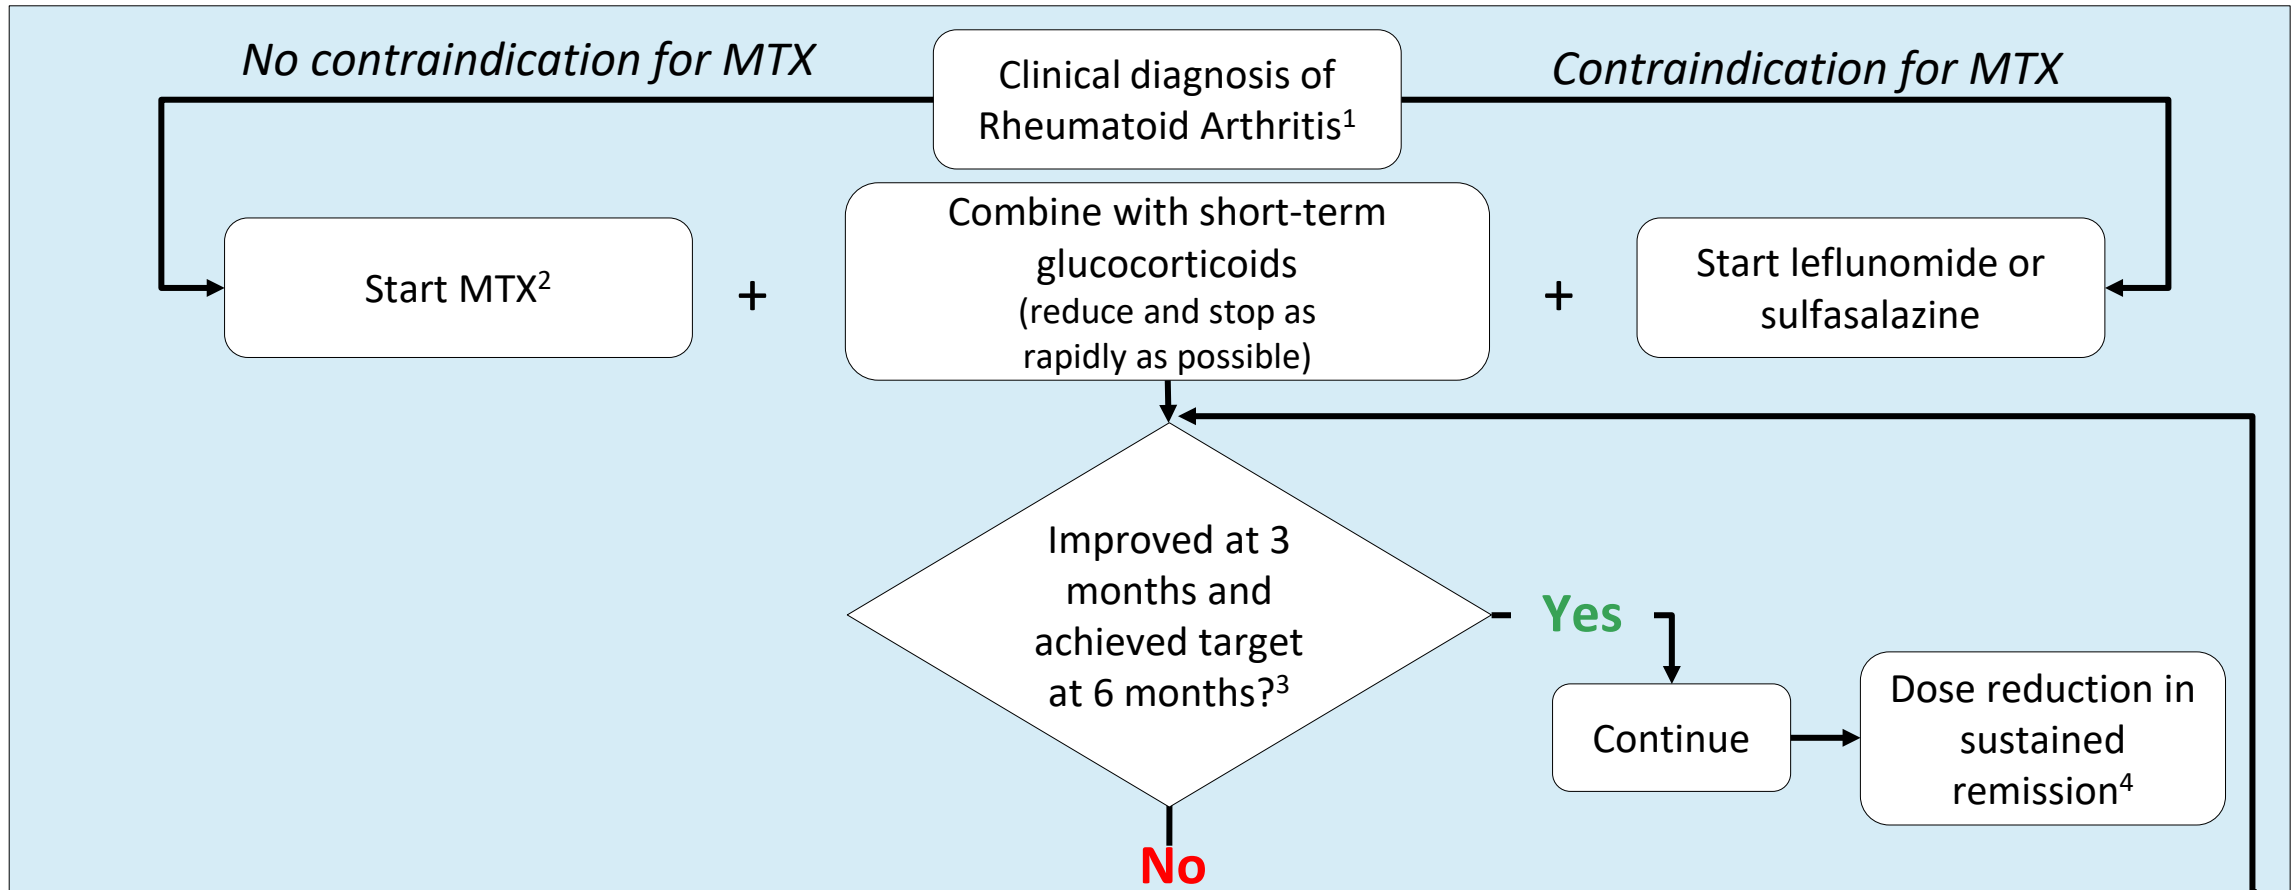 No contraindication for MTX
Clinical diagnosis of
Rheumatoid Arthritis¹
Contraindication for MTX
Start MTX²
+
Combine with short-term
glucocorticoids
(reduce and stop as
rapidly as possible)
+
Start leflunomide or
sulfasalazine
Improved at 3
months and
achieved target
at 6 months?³
Yes
Continue
Dose reduction in
sustained
remission⁴
No